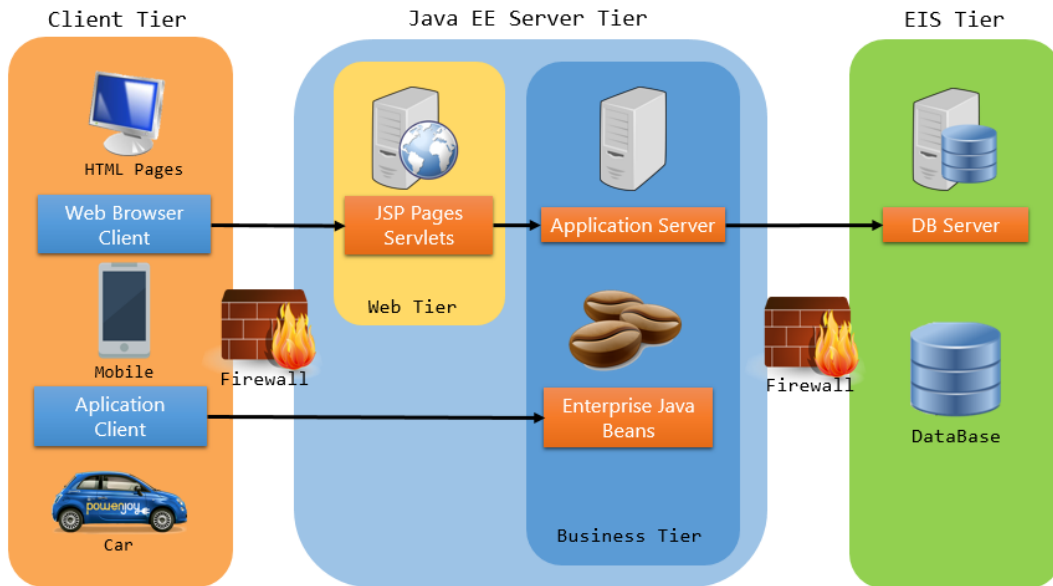 Client Tier
Java EE Server Tier
EIS Tier
HTML Pages
Web Browser
Client
JSP Pages
Servlets
Application Server
DB Server
Web Tier
Mobile
Firewall
Firewall
Aplication
Client
Enterprise Java
Beans
DataBase
powenjoy
Car
Business Tier